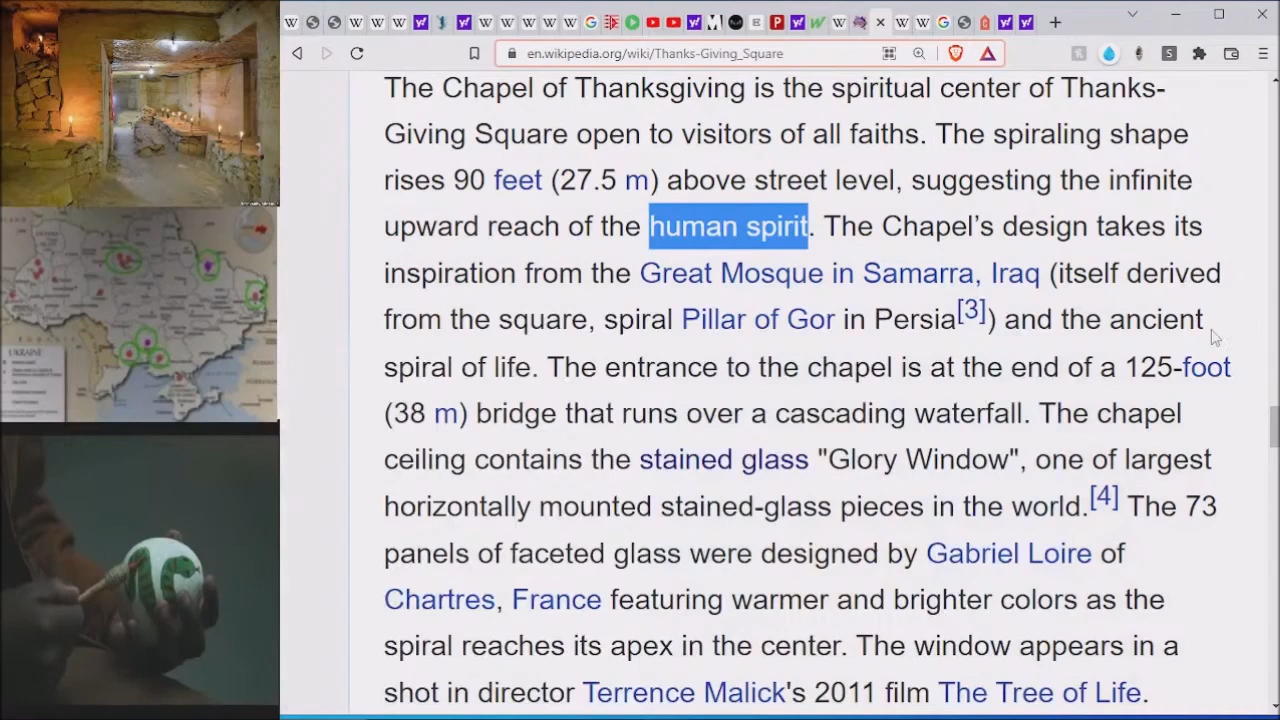 en.wikipedia.org/wiki/Thanks-Giving_Square
The Chapel of Thanksgiving is the spiritual center of Thanks-
Giving Square open to visitors of all faiths. The spiraling shape
rises 90 feet (27.5 m) above street level, suggesting the infinite
upward reach of the human spirit. The Chapel’s design takes its
inspiration from the Great Mosque in Samarra, Iraq (itself derived
from the square, spiral Pillar of Gor in Persia[3]) and the ancient
spiral of life. The entrance to the chapel is at the end of a 125-foot
(38 m) bridge that runs over a cascading waterfall. The chapel
ceiling contains the stained glass "Glory Window", one of largest
horizontally mounted stained-glass pieces in the world.[4] The 73
panels of faceted glass were designed by Gabriel Loire of
Chartres, France featuring warmer and brighter colors as the
spiral reaches its apex in the center. The window appears in a
shot in director Terrence Malick's 2011 film The Tree of Life.
UKRAINE